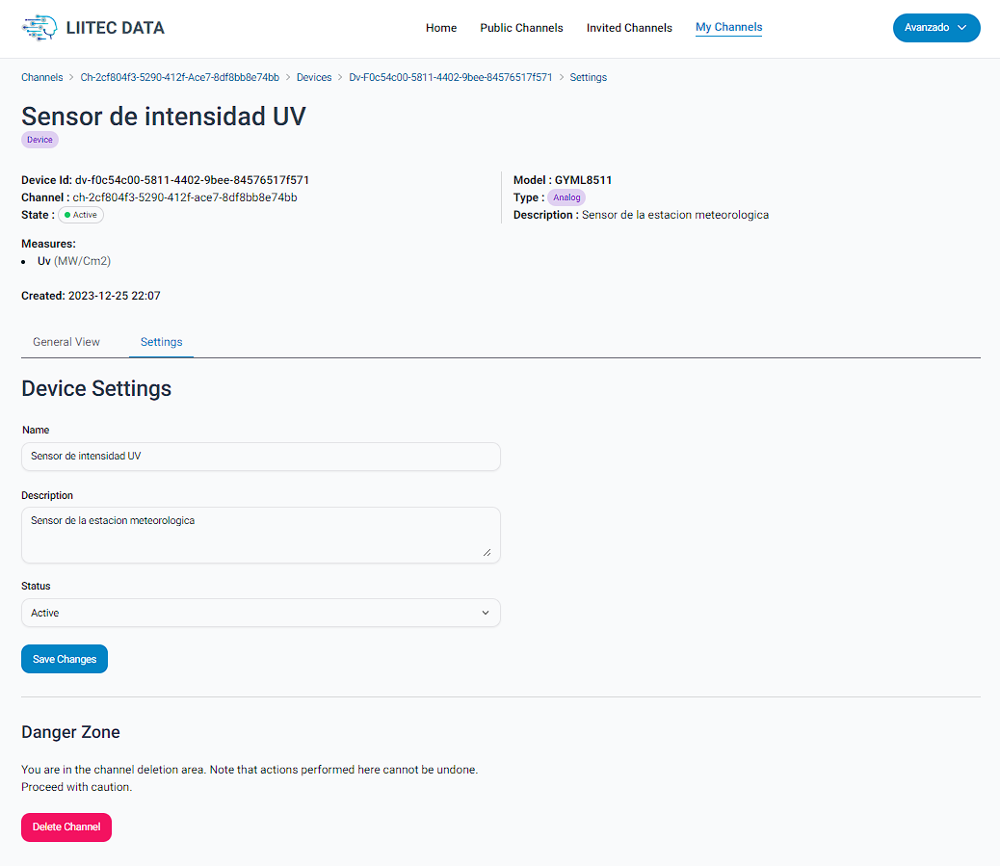 LIITEC DATA
Home Public Channels Invited Channels My Channels Avanzado
Channels > Ch-2cf804f3-5290-412f-Ace7-8df8bb8e74bb > Devices > Dv-F0c54c00-5811-4402-9bee-84576517f571 > Settings
Sensor de intensidad UV
Device
Device Id: dv-f0c54c00-5811-4402-9bee-84576517f571
Channel : ch-2cf804f3-5290-412f-ace7-8df8bb8e74bb
State : Active
Model : GYML8511
Type : Analog
Description : Sensor de la estacion meteorologica
Measures:
• Uv (MW/Cm2)
Created: 2023-12-25 22:07
General View Settings
Device Settings
Name
Sensor de intensidad UV
Description
Sensor de la estacion meteorologica
Status
Active
Save Changes
Danger Zone
You are in the channel deletion area. Note that actions performed here cannot be undone.
Proceed with caution.
Delete Channel